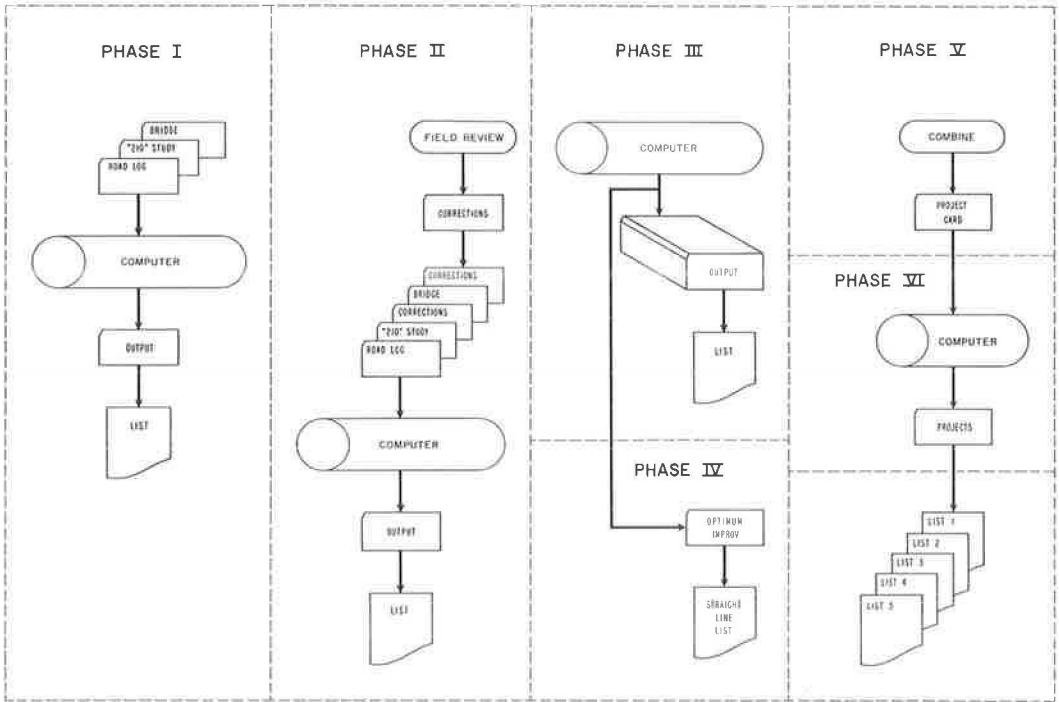 PHASE I
BRIDGE
"210" STUDY
ROAD LOG
COMPUTER
OUTPUT
LIST
PHASE II
FIELD REVIEW
CORRECTIONS
CORRECTIONS
BRIDGE
CORRECTIONS
"210" STUDY
ROAD LOG
COMPUTER
OUTPUT
LIST
PHASE III
COMPUTER
OUTPUT
LIST
PHASE IV
OPTIMUM
IMPROV
STRAIGHT
LINE
LIST
PHASE V
COMBINE
PROJECT
CARD
PHASE VI
COMPUTER
PROJECTS
LIST 1
LIST 2
LIST 3
LIST 4
LIST 5